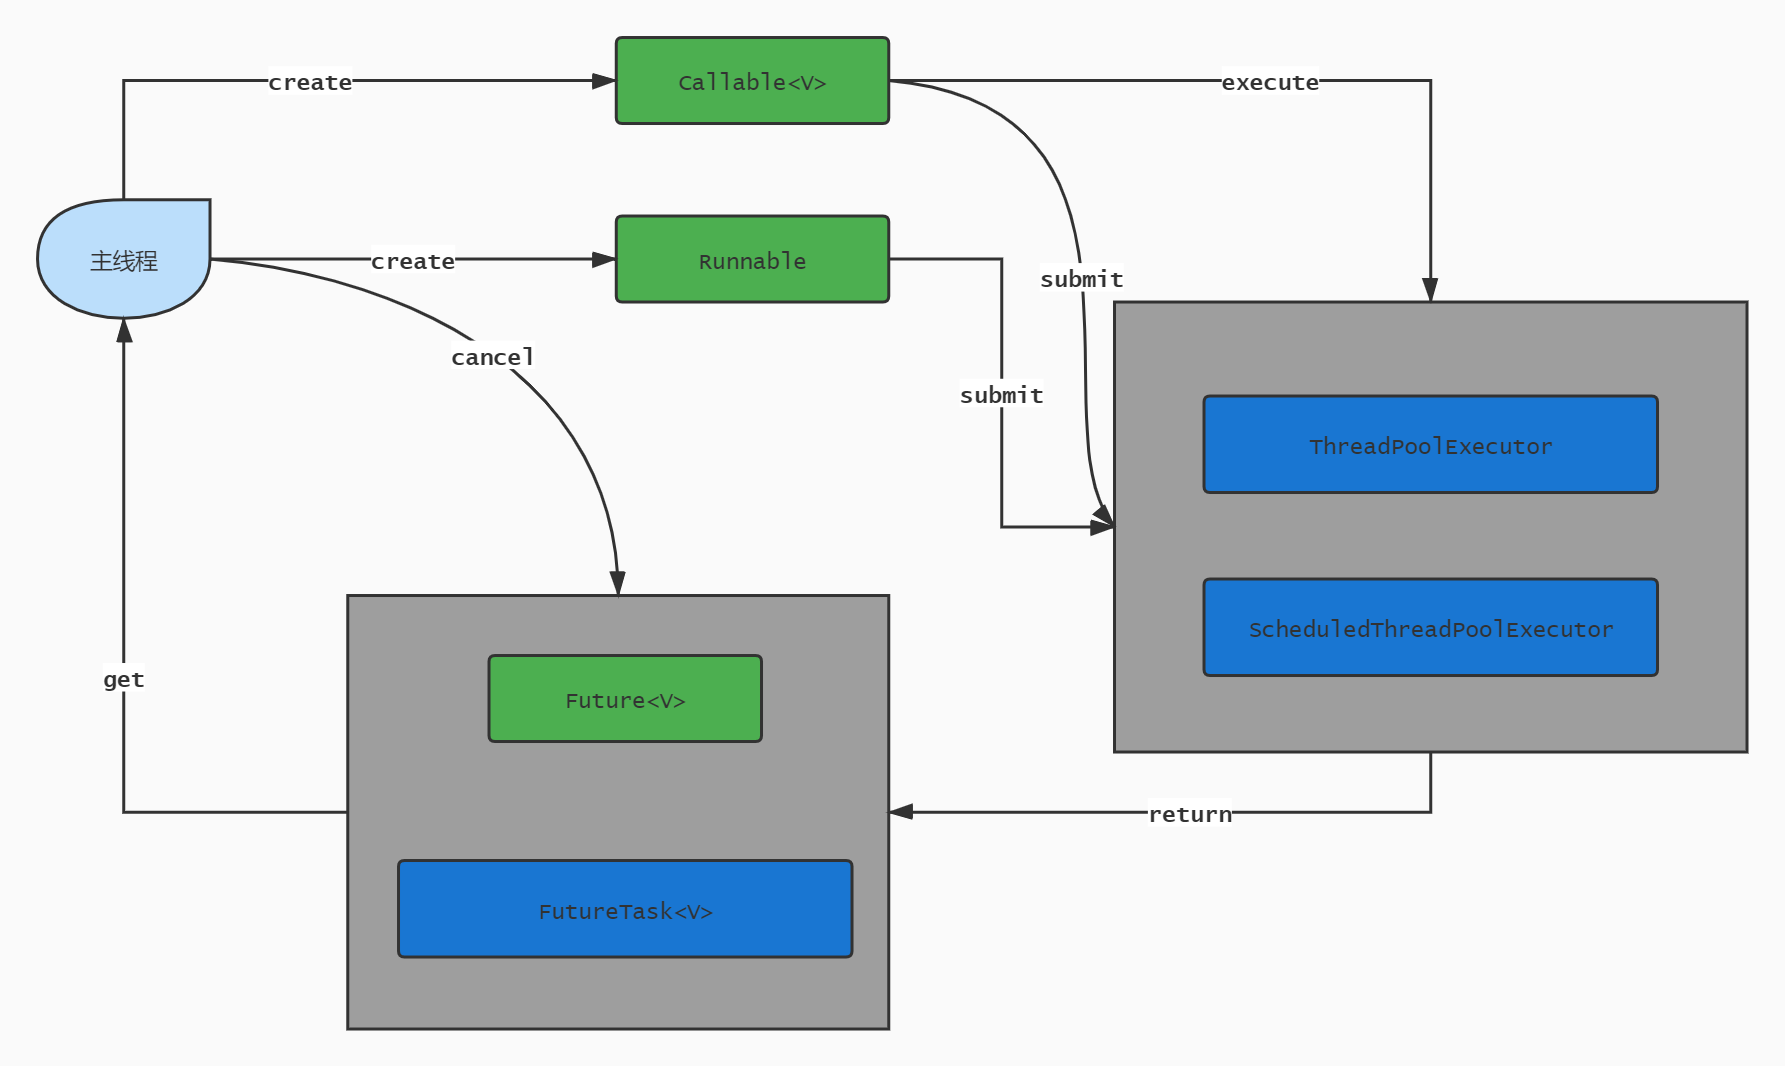 create
Callable<V>
execute
主线程
create
Runnable
submit
cancel
submit
ThreadPoolExecutor
ScheduledThreadPoolExecutor
get
Future<V>
return
FutureTask<V>